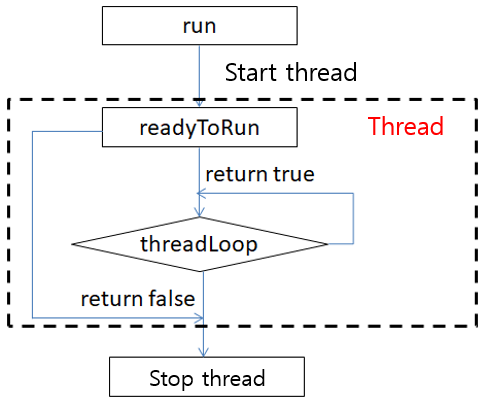 run
Start thread
readyToRun
Thread
return true
threadLoop
return false
Stop thread